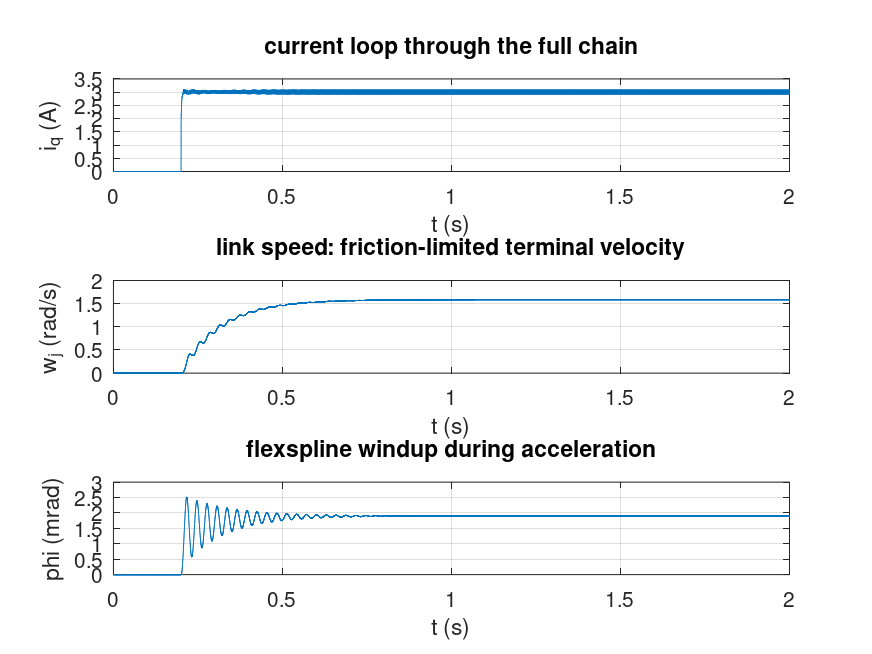 current loop through the full chain
3.5
3
2.5
2
1.5
1
0.5
0
i_q (A)
0 0.5 1 1.5 2
t (s)
link speed: friction-limited terminal velocity
2
1.5
1
0.5
0
w_j (rad/s)
0 0.5 1 1.5 2
t (s)
flexspline windup during acceleration
3
2.5
2
1.5
1
0.5
0
phi (mrad)
0 0.5 1 1.5 2
t (s)